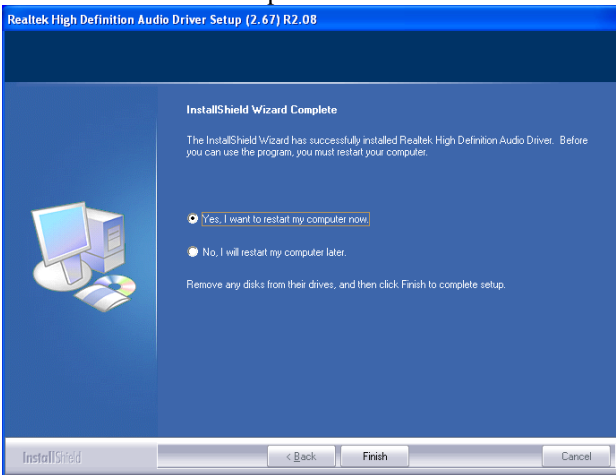 Realtek High Definition Audio Driver Setup (2.67) R2.08
InstallShield Wizard Complete
The InstallShield Wizard has successfully installed Realtek High Definition Audio Driver. Before
you can use the program, you must restart your computer.
Yes, I want to restart my computer now.
No, I will restart my computer later.
Remove any disks from their drives, and then click Finish to complete setup.
InstallShield
< Back
Finish
Cancel